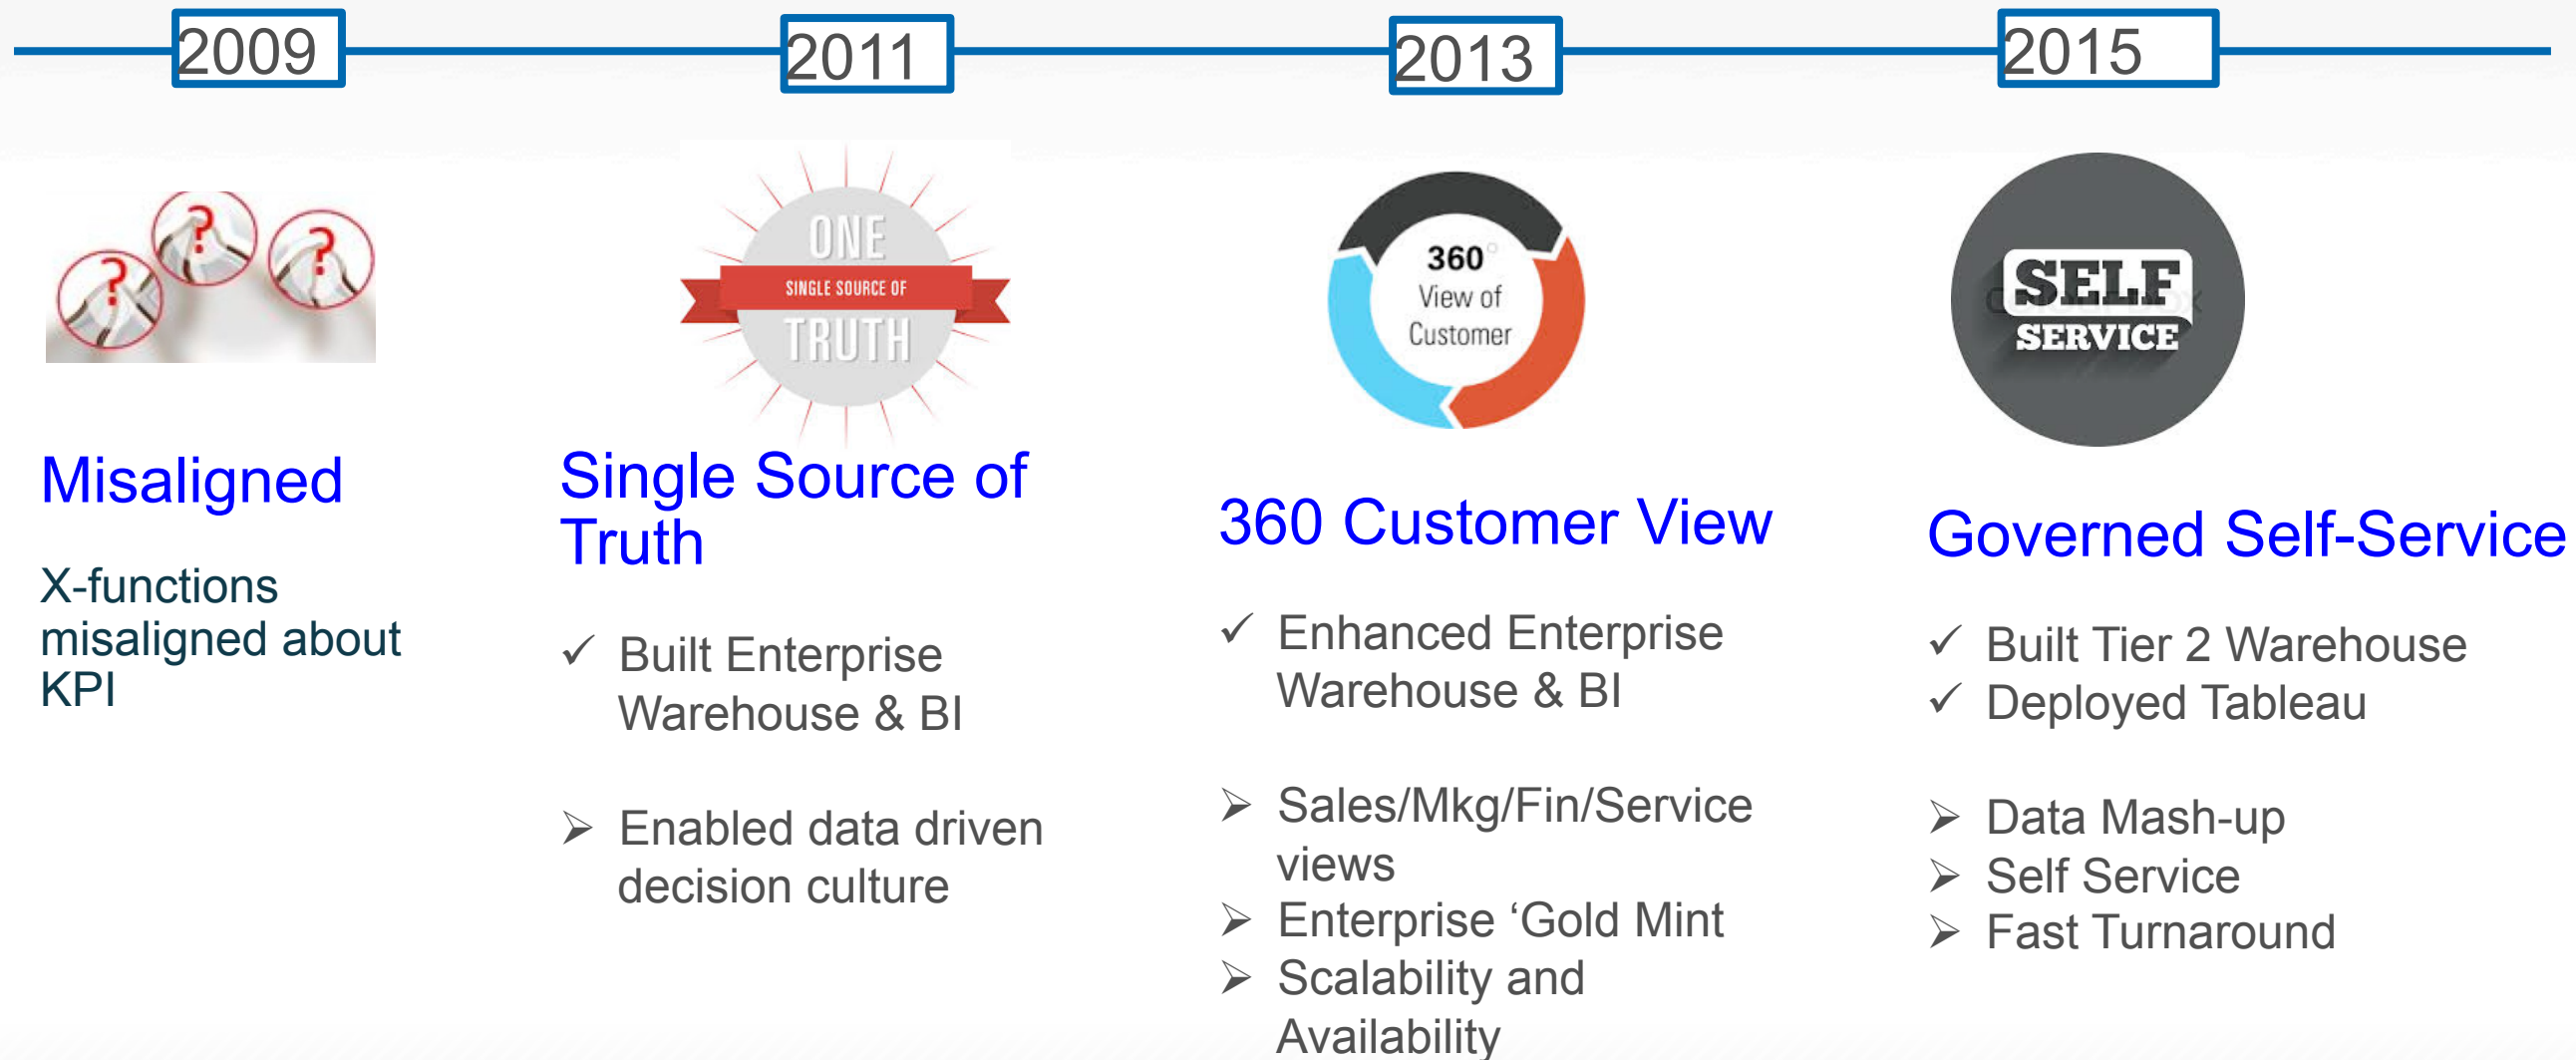 2009
2011
2013
2015
?
?
?
ONE
SINGLE SOURCE OF
TRUTH
360°
View of
Customer
SELF
SERVICE
Misaligned
X-functions
misaligned about
KPI
Single Source of
Truth
✓ Built Enterprise
Warehouse & BI
➢ Enabled data driven
decision culture
360 Customer View
✓ Enhanced Enterprise
Warehouse & BI
➢ Sales/Mkg/Fin/Service
views
➢ Enterprise ‘Gold Mint
➢ Scalability and
Availability
Governed Self-Service
✓ Built Tier 2 Warehouse
✓ Deployed Tableau
➢ Data Mash-up
➢ Self Service
➢ Fast Turnaround